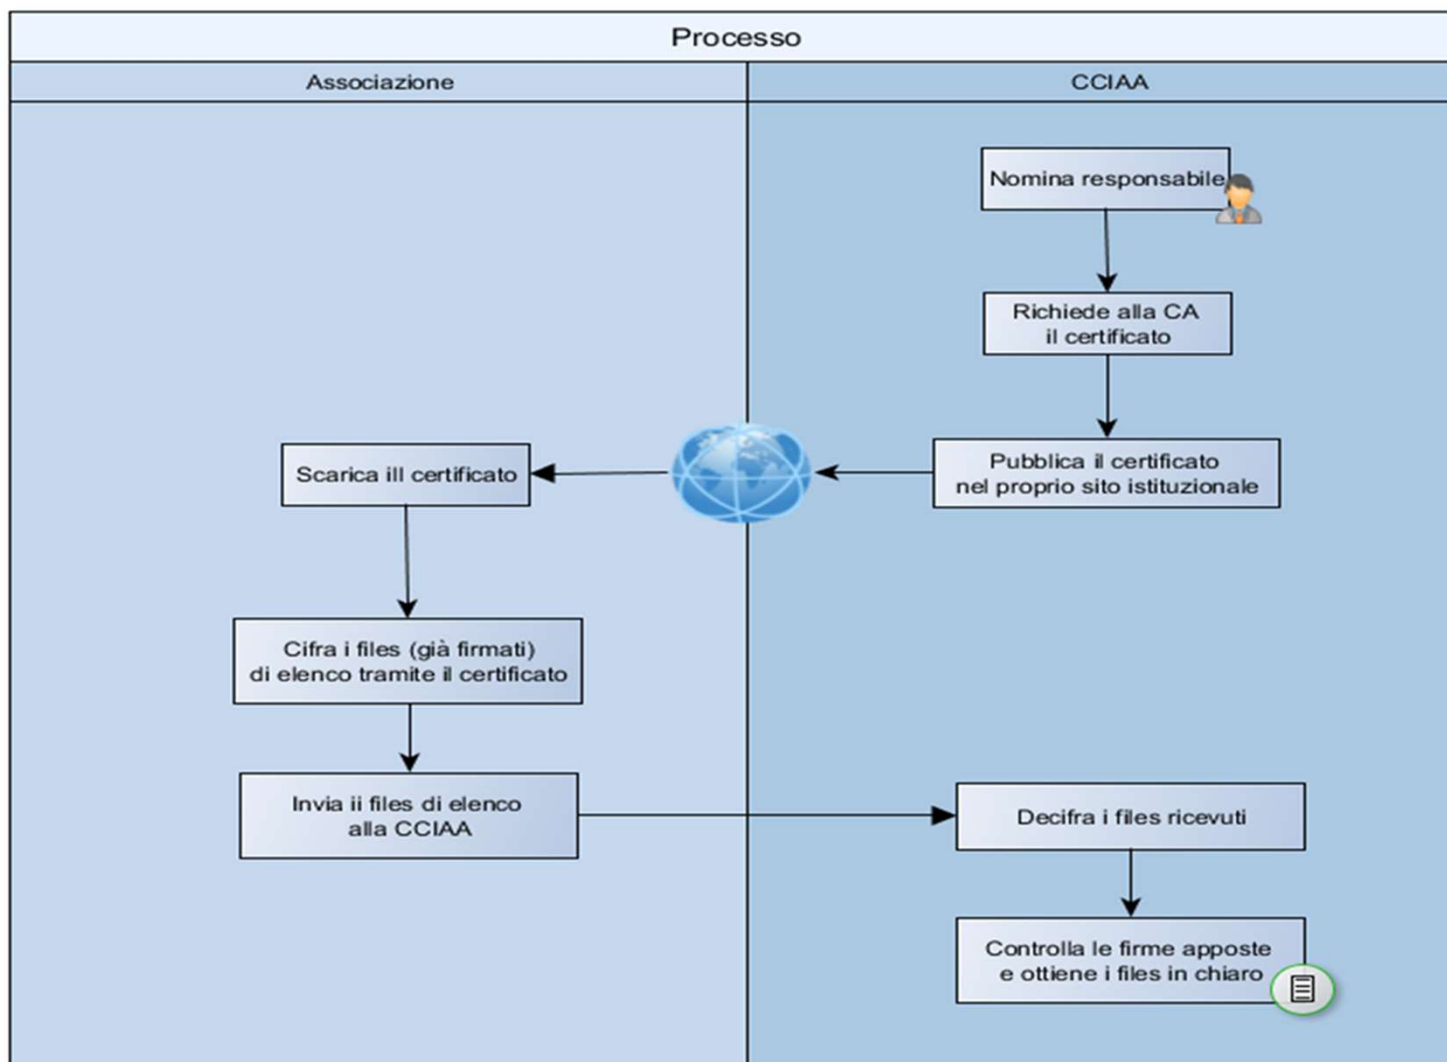 Processo
Associazione
CCIAA
Nomina responsabile
Richiede alla CA
il certificato
Pubblica il certificato
nel proprio sito istituzionale
Scarica ill certificato
Cifra i files (già firmati)
di elenco tramite il certificato
Invia ii files di elenco
alla CCIAA
Decifra i files ricevuti
Controlla le firme apposte
e ottiene i files in chiaro